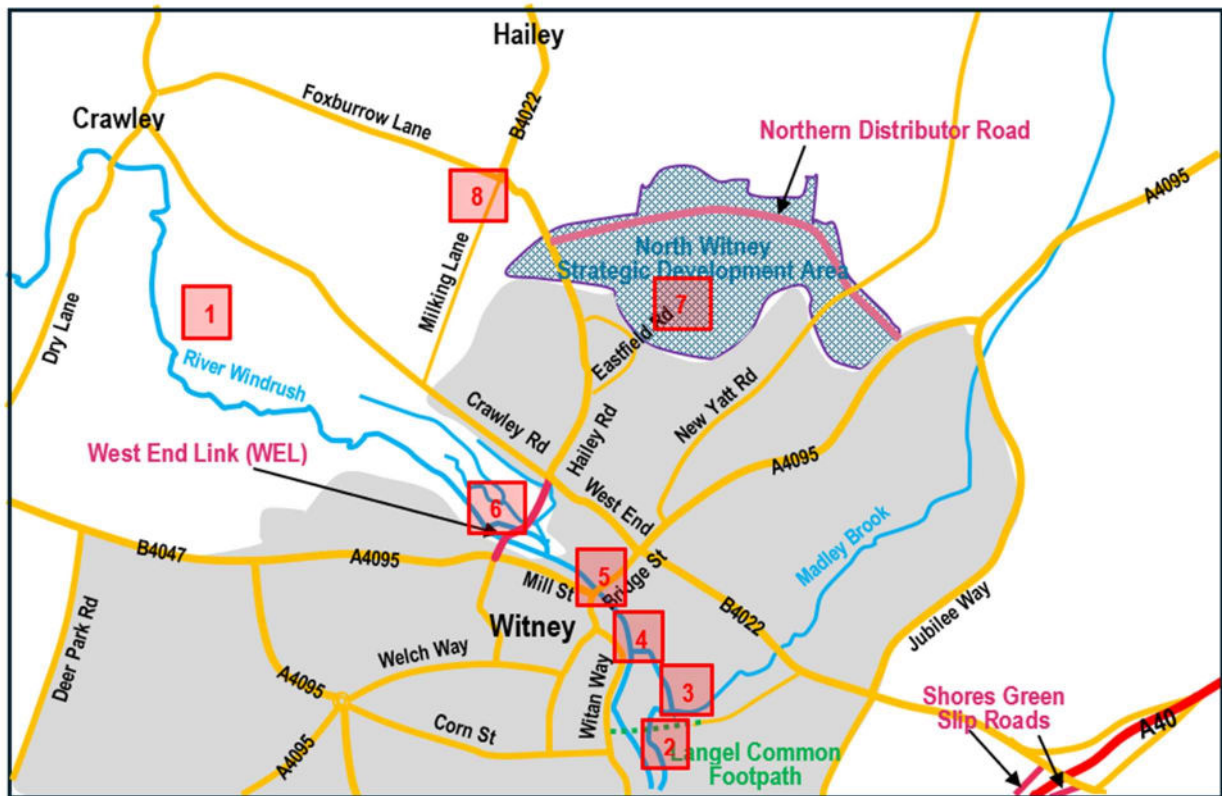 Hailey
Crawley
Foxburrow Lane
B4022
Northern Distributor Road
A4095
8
Milking Lane
North Witney
Strategic Development Area
7
1
Dry Lane
River Windrush
Eastfield Rd
New Yatt Rd
Crawley Rd
Hailey Rd
West End Link (WEL)
A4095
6
West End
Madley Brook
B4047
A4095
Mill St
5
Bridge St
B4022
Jubilee Way
Deer Park Rd
Witney
4
Welch Way
A4095
3
Witan Way
Shores Green
Slip Roads
A40
Corn St
2
A4095
Langel Common
Footpath